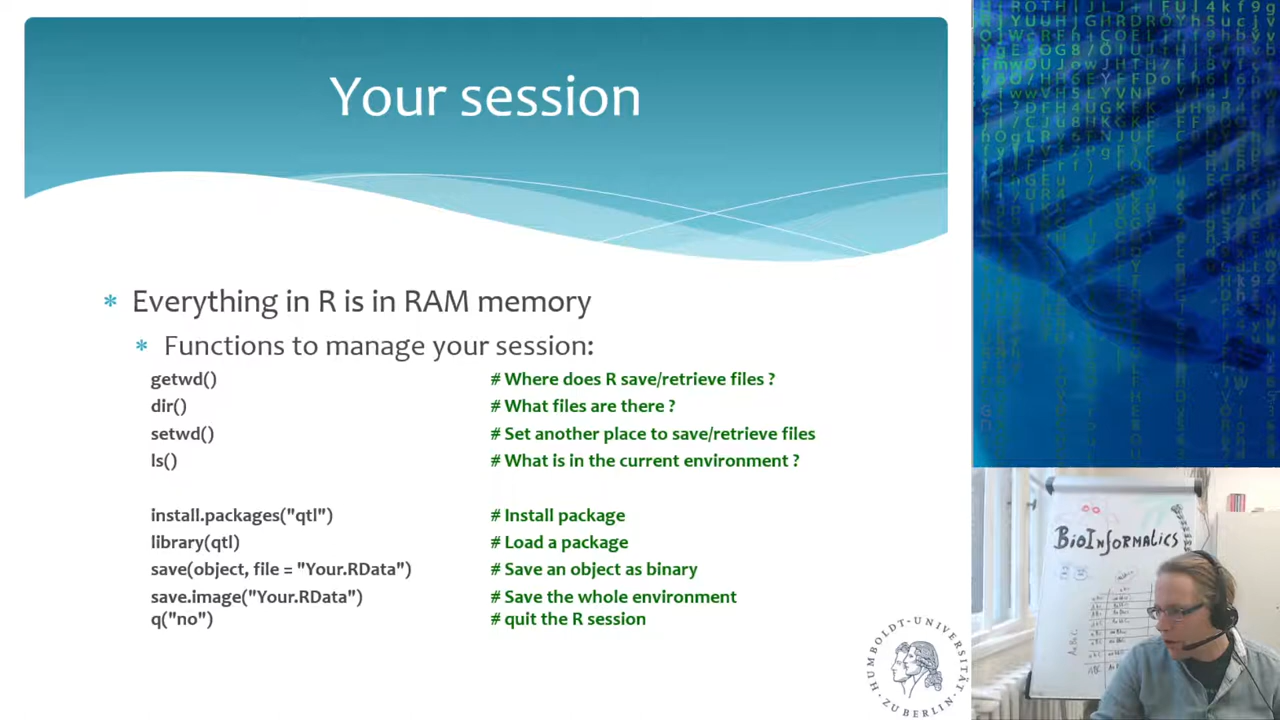 Your session
Everything in R is in RAM memory
Functions to manage your session:
getwd() # Where does R save/retrieve files ?
dir() # What files are there ?
setwd() # Set another place to save/retrieve files
ls() # What is in the current environment ?
install.packages("qtl") # Install package
library(qtl) # Load a package
save(object, file = "Your.RData") # Save an object as binary
save.image("Your.RData") # Save the whole environment
q("no") # quit the R session
HUMBOLDT-UNIVERSITÄT
ZU BERLIN
BioInformatics